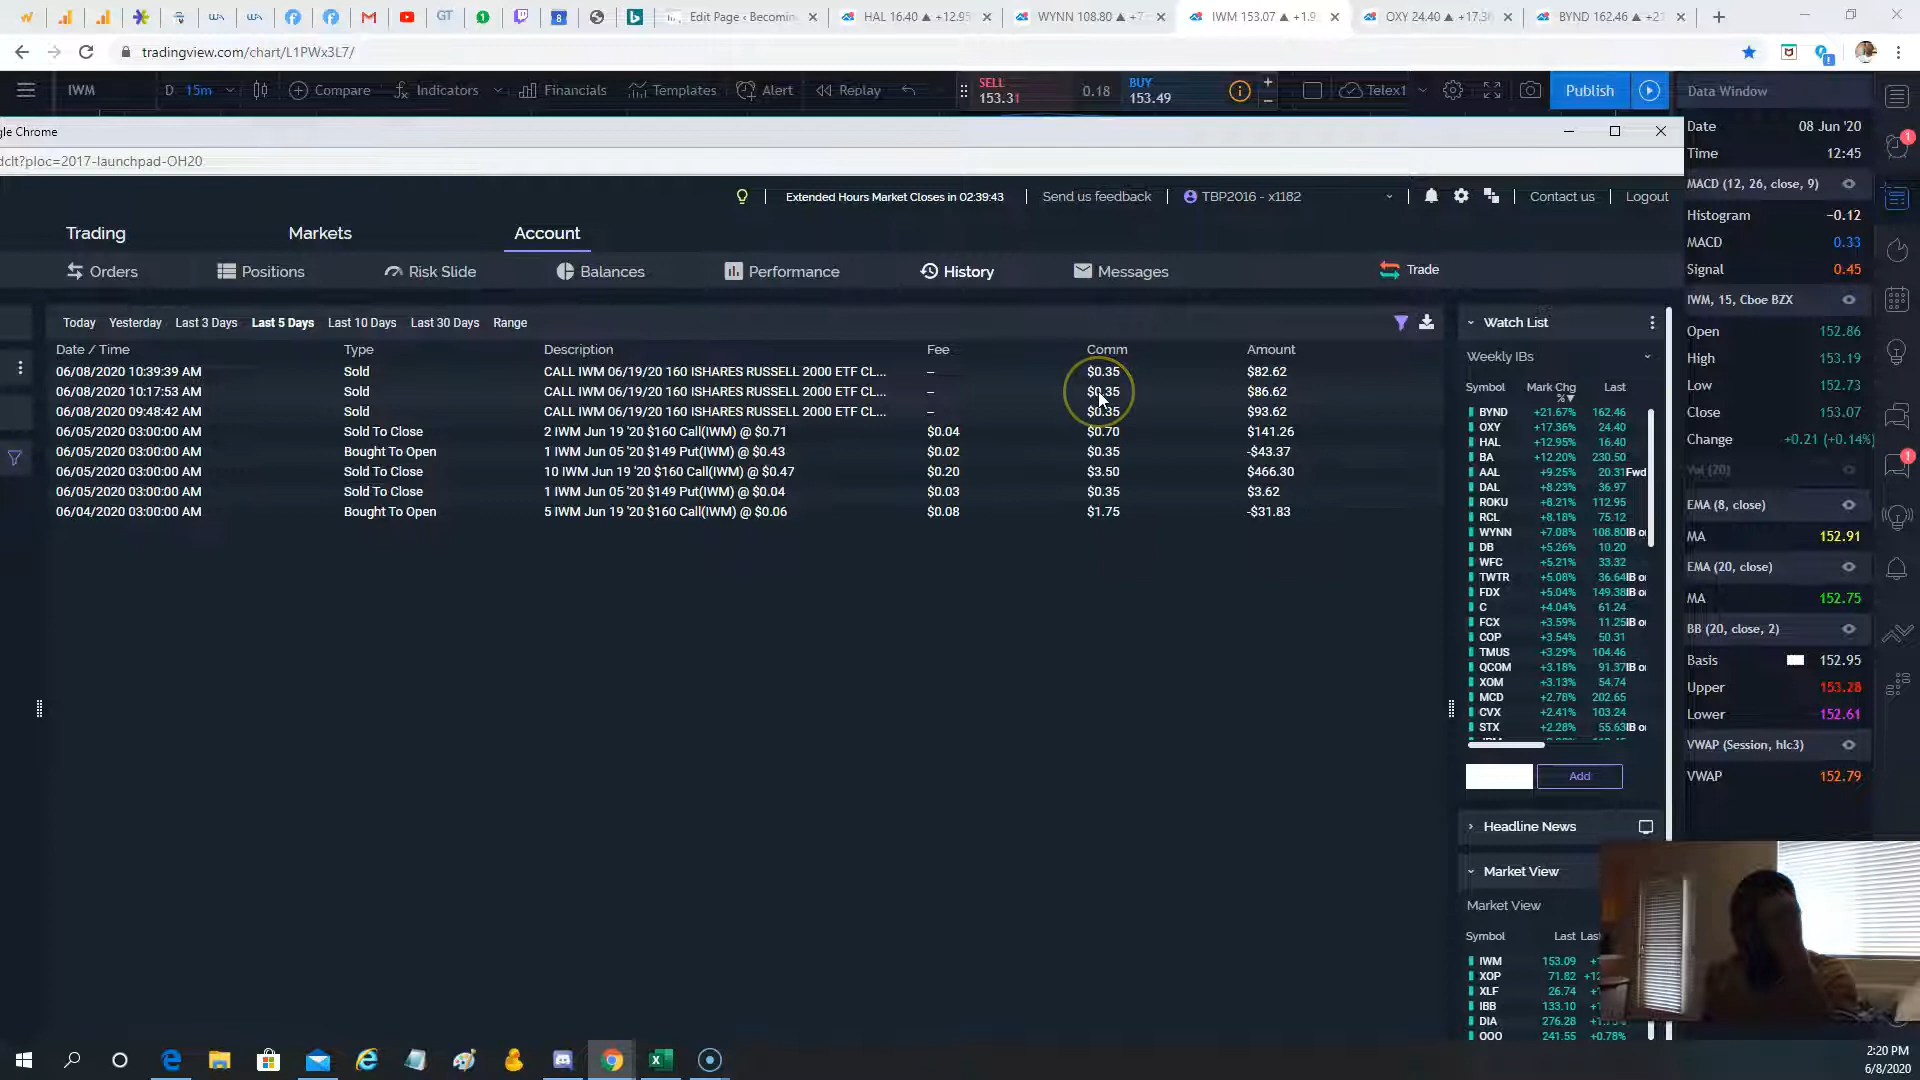 Edit Page ‹ Becomin
HAL 16.40 ▲ +12.95
WYNN 108.80 ▲ +7
IWM 153.07 ▲ +1.9
OXY 24.40 ▲ +17.36
BYND 162.46 ▲ +21
tradingview.com/chart/L1PWx3L7/
IWM D 15m Compare Indicators Financials Templates Alert Replay
SELL 153.31 0.18 BUY 153.49
Telex1 Publish
gle Chrome
dclt?ploc=2017-launchpad-OH20
Extended Hours Market Closes in 02:39:43 Send us feedback TBP2016 - x1182 Contact us Logout
Trading Markets Account
Orders Positions Risk Slide Balances Performance History Messages Trade
Today Yesterday Last 3 Days Last 5 Days Last 10 Days Last 30 Days Range
Date / Time Type Description Fee Comm Amount
06/08/2020 10:39:39 AM Sold CALL IWM 06/19/20 160 ISHARES RUSSELL 2000 ETF CL... – $0.35 $82.62
06/08/2020 10:17:53 AM Sold CALL IWM 06/19/20 160 ISHARES RUSSELL 2000 ETF CL... – $0.35 $86.62
06/08/2020 09:48:42 AM Sold CALL IWM 06/19/20 160 ISHARES RUSSELL 2000 ETF CL... – $0.35 $93.62
06/05/2020 03:00:00 AM Sold To Close 2 IWM Jun 19 '20 $160 Call(IWM) @ $0.71 $0.04 $0.70 $141.26
06/05/2020 03:00:00 AM Bought To Open 1 IWM Jun 05 '20 $149 Put(IWM) @ $0.43 $0.02 $0.35 -$43.37
06/05/2020 03:00:00 AM Sold To Close 10 IWM Jun 19 '20 $160 Call(IWM) @ $0.47 $0.20 $3.50 $466.30
06/05/2020 03:00:00 AM Sold To Close 1 IWM Jun 05 '20 $149 Put(IWM) @ $0.04 $0.03 $0.35 $3.62
06/04/2020 03:00:00 AM Bought To Open 5 IWM Jun 19 '20 $160 Call(IWM) @ $0.06 $0.08 $1.75 -$31.83
Watch List
Weekly IBs
Symbol Mark Chg %▼ Last
BYND +21.67% 162.46
OXY +17.36% 24.40
HAL +12.95% 16.40
BA +12.20% 230.50
AAL +9.25% 20.31 Fwd
DAL +8.23% 36.97
ROKU +8.21% 112.95
RCL +8.18% 75.12
WYNN +7.08% 108.80 IB o
DB +5.26% 10.20
WFC +5.21% 33.32
TWTR +5.08% 36.64 IB o
FDX +5.04% 149.38 IB o
C +4.04% 61.24
FCX +3.59% 11.25 IB o
COP +3.54% 50.31
TMUS +3.29% 104.46
QCOM +3.18% 91.37 IB o
XOM +3.13% 54.74
MCD +2.78% 202.65
CVX +2.41% 103.24
STX +2.28% 55.63 IB o
Add
Headline News
Market View
Market View
Symbol Last Las
IWM 153.09
XOP 71.82 +12
XLF 26.74
IBB 133.10
DIA 276.28
QQQ 241.55 +0.78%
Data Window
Date 08 Jun '20
Time 12:45
MACD (12, 26, close, 9)
Histogram −0.12
MACD 0.33
Signal 0.45
IWM, 15, Cboe BZX
Open 152.86
High 153.19
Low 152.73
Close 153.07
Change +0.21 (+0.14%)
Vol (20)
EMA (8, close)
MA 152.91
EMA (20, close)
MA 152.75
BB (20, close, 2)
Basis 152.95
Upper 153.28
Lower 152.61
VWAP (Session, hlc3)
VWAP 152.79
2:20 PM
6/8/2020